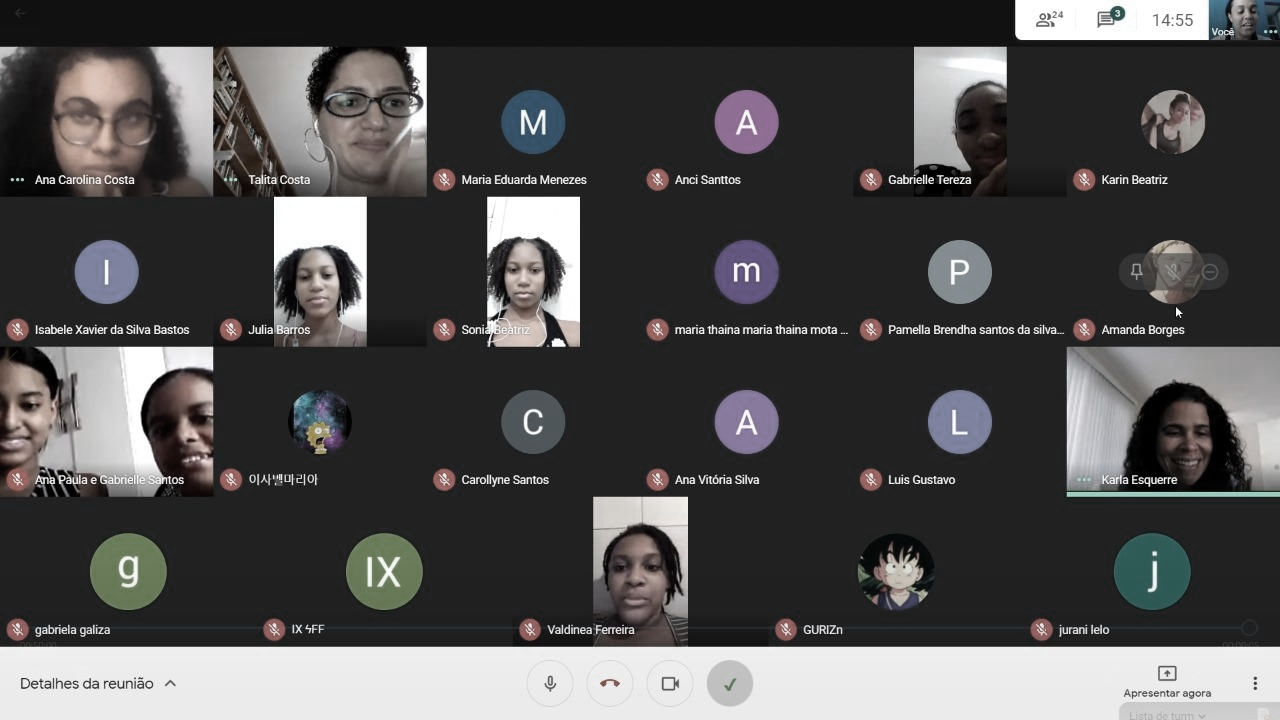 24
3
14:55
Você
Ana Carolina Costa
Talita Costa
M
Maria Eduarda Menezes
A
Anci Santtos
Gabrielle Tereza
Karin Beatriz
I
Isabele Xavier da Silva Bastos
Julia Barros
Sonia Beatriz
m
maria thaina maria thaina mota ...
P
Pamella Brendha santos da silva...
Amanda Borges
Ana Paula e Gabrielle Santos
이사벨마리아
C
Carollyne Santos
A
Ana Vitória Silva
L
Luis Gustavo
Karla Esquerre
g
gabriela galiza
IX
IX ϟFF
Valdinea Ferreira
GURIZn
j
jurani lelo
Detalhes da reunião
Apresentar agora
Lista de turm